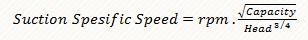 Suction Spesific Speed = rpm . √Capacity / Head^3/4